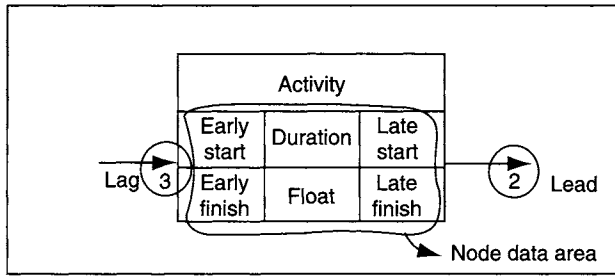 Activity
Early start
Duration
Late start
Lag
3
Early finish
Float
Late finish
2
Lead
Node data area